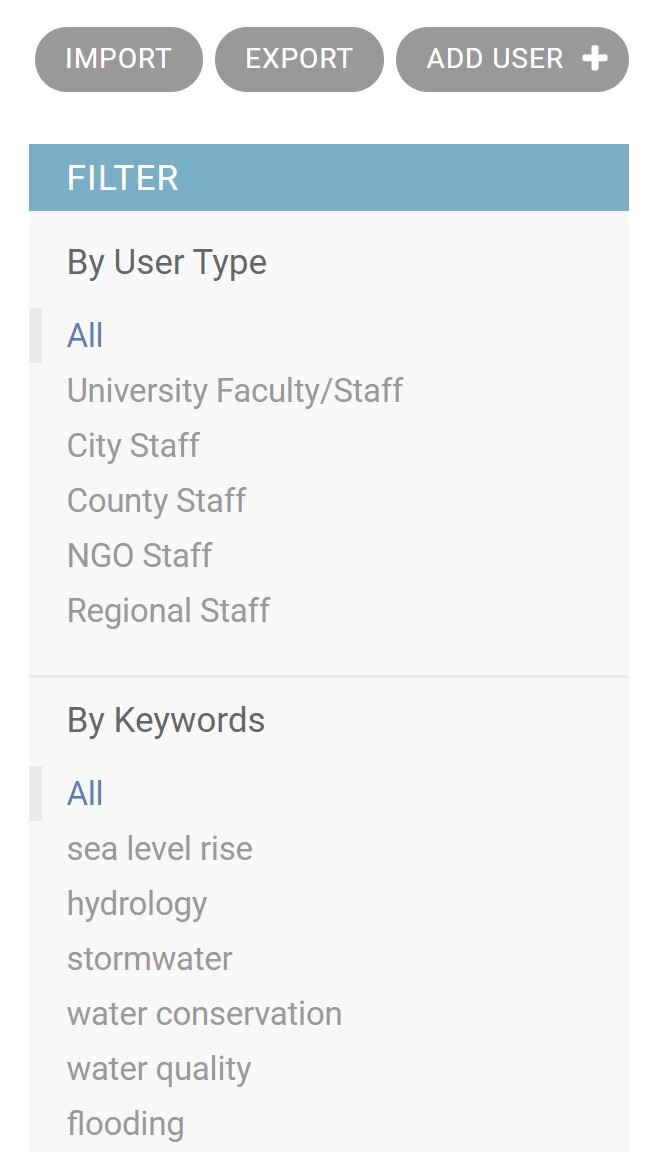 IMPORT EXPORT ADD USER
FILTER
By User Type
All
University Faculty/Staff
City Staff
County Staff
NGO Staff
Regional Staff
By Keywords
All
sea level rise
hydrology
stormwater
water conservation
water quality
flooding